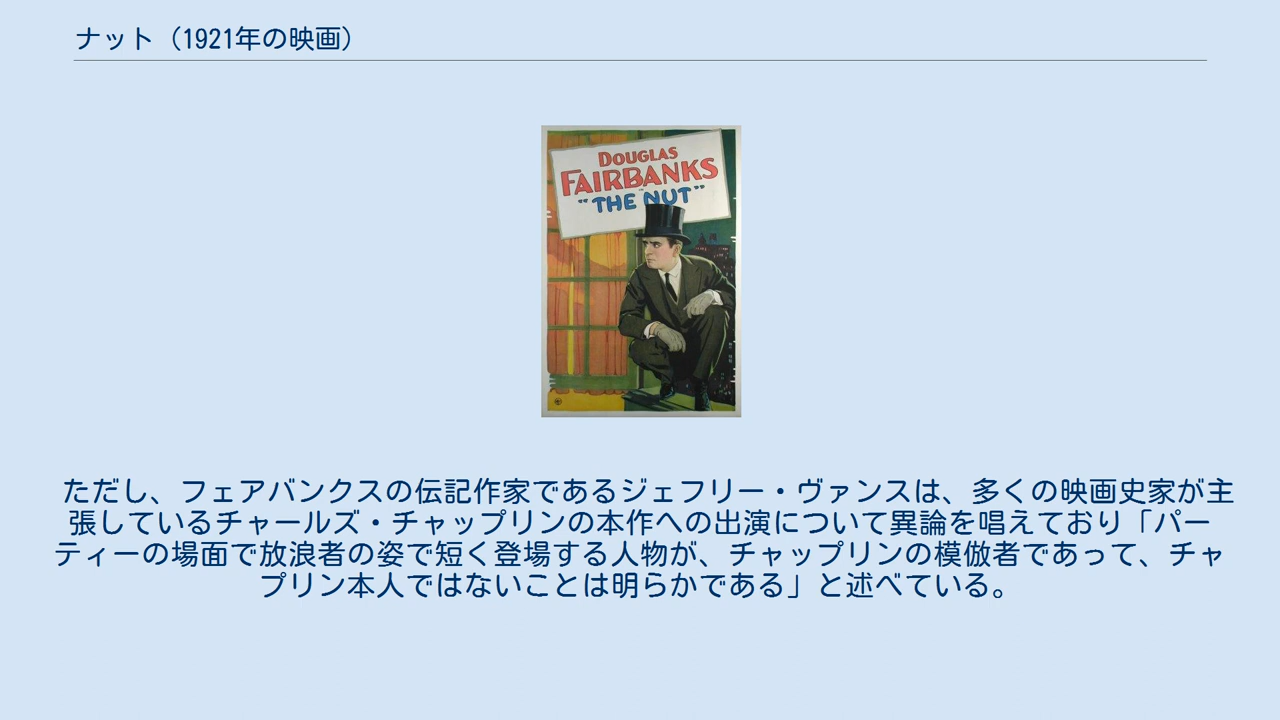 ナット（1921年の映画）
DOUGLAS
FAIRBANKS
"THE NUT"
ただし、フェアバンクスの伝記作家であるジェフリー・ヴァンスは、多くの映画史家が主
張しているチャールズ・チャップリンの本作への出演について異論を唱えており「パー
ティーの場面で放浪者の姿で短く登場する人物が、チャップリンの模倣者であって、チャ
プリン本人ではないことは明らかである」と述べている。